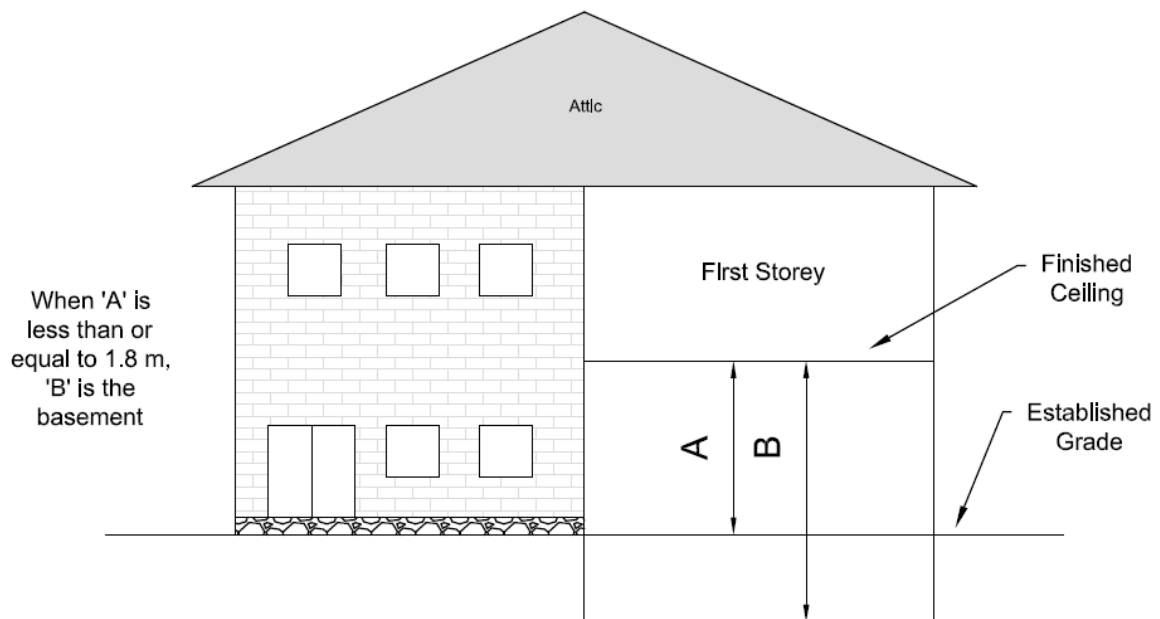 Attic
First Storey
Finished
Ceiling
When 'A' is
less than or
equal to 1.8 m,
'B' is the
basement
A
B
Established
Grade